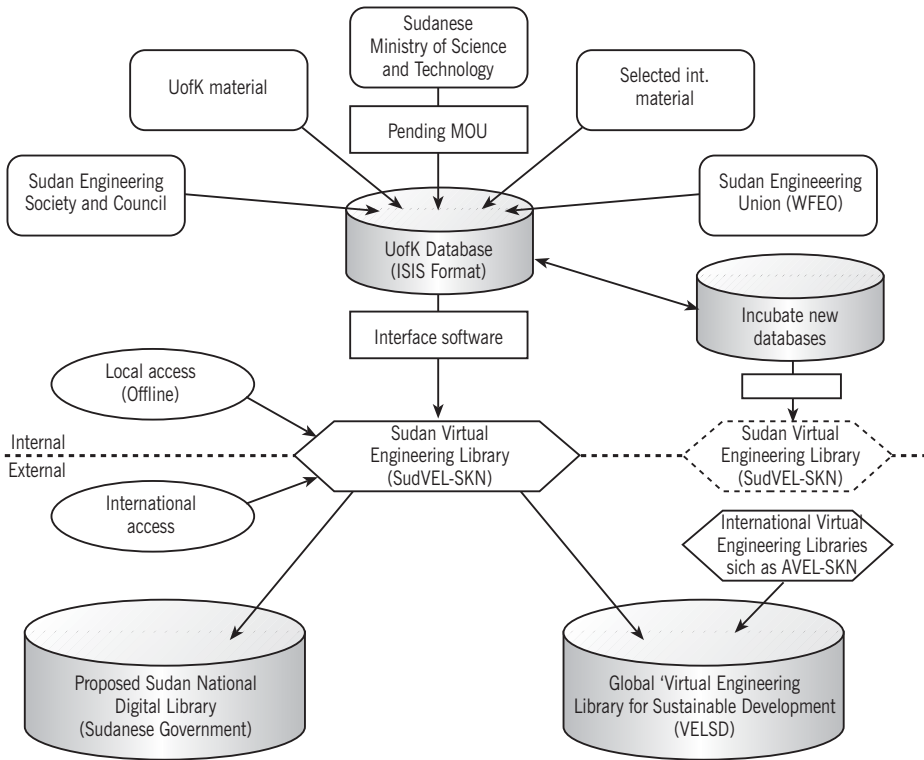 Sudanese
Ministry of Science
and Technology
UofK material
Selected int.
material
Pending MOU
Sudan Engineering
Society and Council
Sudan Engineeering
Union (WFEO)
UofK Database
(ISIS Format)
Incubate new
databases
Interface software
Local access
(Offline)
Internal
External
Sudan Virtual
Engineering Library
(SudVEL-SKN)
Sudan Virtual
Engineering Library
(SudVEL-SKN)
International
access
International Virtual
Engineering Libraries
sich as AVEL-SKN
Proposed Sudan National
Digital Library
(Sudanese Government)
Global ‘Virtual Engineering
Library for Sustainable Development
(VELSD)